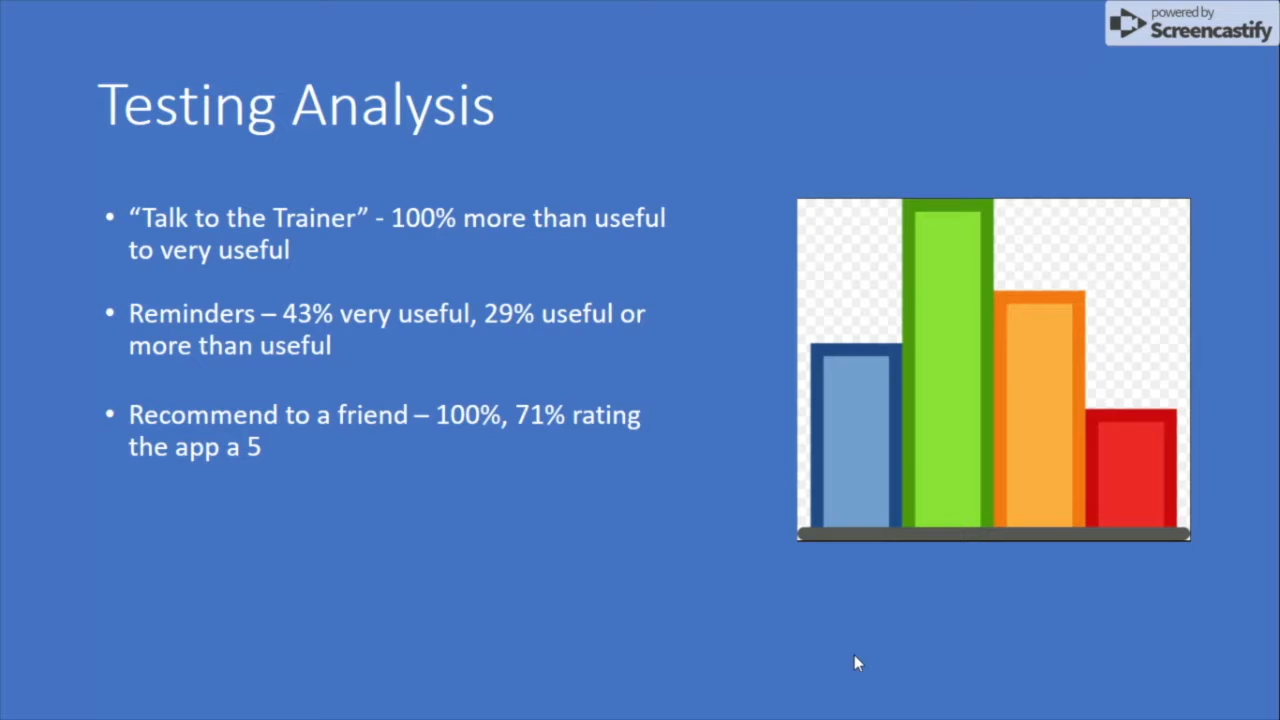 powered by
Screencastify
Testing Analysis
• “Talk to the Trainer” - 100% more than useful
to very useful
• Reminders – 43% very useful, 29% useful or
more than useful
• Recommend to a friend – 100%, 71% rating
the app a 5